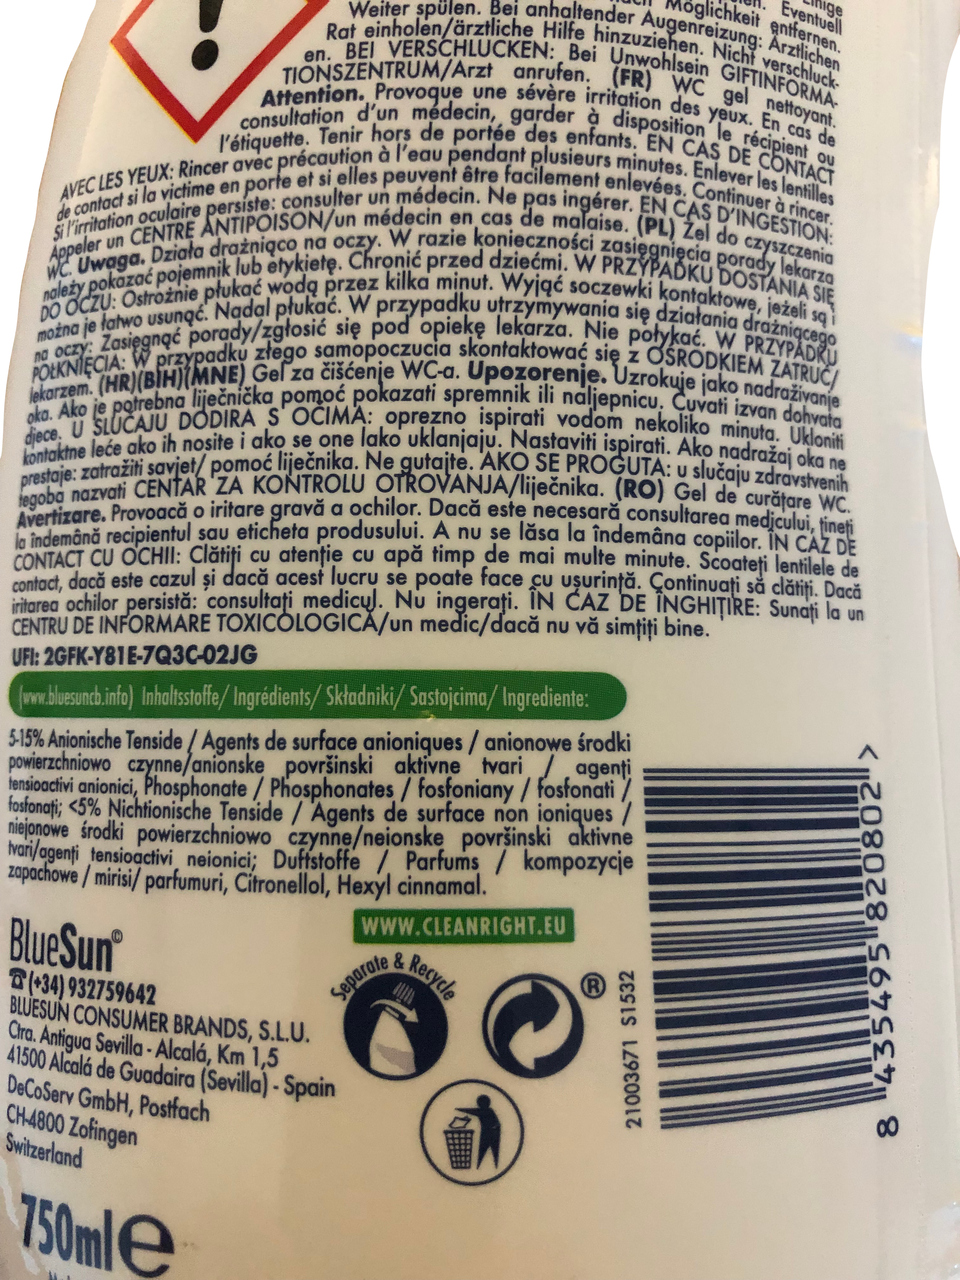 Weiter spülen. Bei anhaltender Augenreizung: Ärztlichen
Rat einholen/ärztliche Hilfe hinzuziehen. Nicht verschluck-
en. BEI VERSCHLUCKEN: Bei Unwohlsein GIFTINFORMA-
TIONSZENTRUM/Arzt anrufen. (FR) WC gel nettoyant.
Attention. Provoque une sévère irritation des yeux. En cas de
consultation d'un médecin, garder à disposition le récipient ou
l'étiquette. Tenir hors de portée des enfants. EN CAS DE CONTACT
AVEC LES YEUX: Rincer avec précaution à l'eau pendant plusieurs minutes. Enlever les lentilles
de contact si la victime en porte et si elles peuvent être facilement enlevées. Continuer à rincer.
Si l'irritation oculaire persiste: consulter un médecin. Ne pas ingérer. EN CAS D'INGESTION:
Appeler un CENTRE ANTIPOISON/un médecin en cas de malaise. (PL) Żel do czyszczenia
WC. Uwaga. Działa drażniąco na oczy. W razie konieczności zasięgnięcia porady lekarza
należy pokazać pojemnik lub etykietę. Chronić przed dziećmi. W PRZYPADKU DOSTANIA SIĘ
DO OCZU: Ostrożnie płukać wodą przez kilka minut. Wyjąć soczewki kontaktowe, jeżeli są i
można je łatwo usunąć. Nadal płukać. W przypadku utrzymywania się działania drażniącego
na oczy: Zasięgnąć porady/zgłosić się pod opiekę lekarza. Nie połykać. W PRZYPADKU
POŁKNIĘCIA: W przypadku złego samopoczucia skontaktować się z OŚRODKIEM ZATRUĆ/
lekarzem. (HR)(BIH)(MNE) Gel za čišćenje WC-a. Upozorenje. Uzrokuje jako nadraživanje
oka. Ako je potrebna liječnička pomoć pokazati spremnik ili naljepnicu. Čuvati izvan dohvata
djece. U SLUČAJU DODIRA S OČIMA: oprezno ispirati vodom nekoliko minuta. Ukloniti
kontaktne leće ako ih nosite i ako se one lako uklanjaju. Nastaviti ispirati. Ako nadražaj oka ne
prestaje: zatražiti savjet/ pomoć liječnika. Ne gutajte. AKO SE PROGUTA: u slučaju zdravstvenih
tegoba nazvati CENTAR ZA KONTROLU OTROVANJA/liječnika. (RO) Gel de curățare WC.
Avertizare. Provoacă o iritare gravă a ochilor. Dacă este necesară consultarea medicului, țineți
la îndemână recipientul sau eticheta produsului. A nu se lăsa la îndemâna copiilor. ÎN CAZ DE
CONTACT CU OCHII: Clătiți cu atenție cu apă timp de mai multe minute. Scoateți lentilele de
contact, dacă este cazul și dacă acest lucru se poate face cu ușurință. Continuați să clătiți. Dacă
iritarea ochilor persistă: consultați medicul. Nu ingerați. ÎN CAZ DE ÎNGHIȚIRE: Sunați la un
CENTRU DE INFORMARE TOXICOLOGICĂ/un medic/dacă nu vă simțiți bine.
UFI: 2GFK-Y81E-7Q3C-02JG
(www.bluesuncb.info) Inhaltsstoffe/ Ingrédients/ Składniki/ Sastojcima/ Ingrediente:
5-15% Anionische Tenside / Agents de surface anioniques / anionowe środki
powierzchniowo czynne/anionske površinski aktivne tvari / agenți
tensioactivi anionici, Phosphonate / Phosphonates / fosfoniany / fosfonati /
fosfonați; <5% Nichtionische Tenside / Agents de surface non ioniques /
niejonowe środki powierzchniowo czynne/neionske površinski aktivne
tvari/agenți tensioactivi neionici; Duftstoffe / Parfums / kompozycje
zapachowe / mirisi/ parfumuri, Citronellol, Hexyl cinnamal.
WWW.CLEANRIGHT.EU
BlueSun©
☎(+34) 932759642
BLUESUN CONSUMER BRANDS, S.L.U.
Ctra. Antigua Sevilla - Alcalá, Km 1,5
41500 Alcalá de Guadaira (Sevilla) - Spain
DeCoServ GmbH, Postfach
CH-4800 Zofingen
Switzerland
750ml e
Separate & Recycle
®
21003671 S1532
8 435495 820802 >